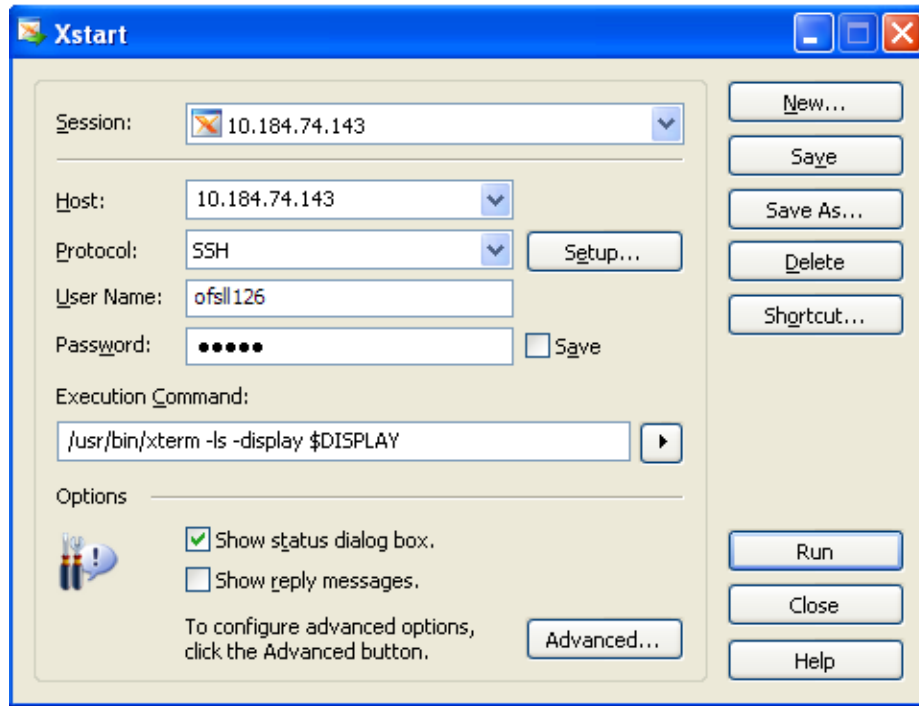 Xstart
Session: 10.184.74.143
New...
Save
Host: 10.184.74.143
Save As...
Protocol: SSH Setup...
Delete
User Name: ofsll126
Shortcut...
Password: ●●●●● Save
Execution Command:
/usr/bin/xterm -ls -display $DISPLAY
Options
Show status dialog box.
Run
Show reply messages.
Close
To configure advanced options,
click the Advanced button.
Advanced...
Help